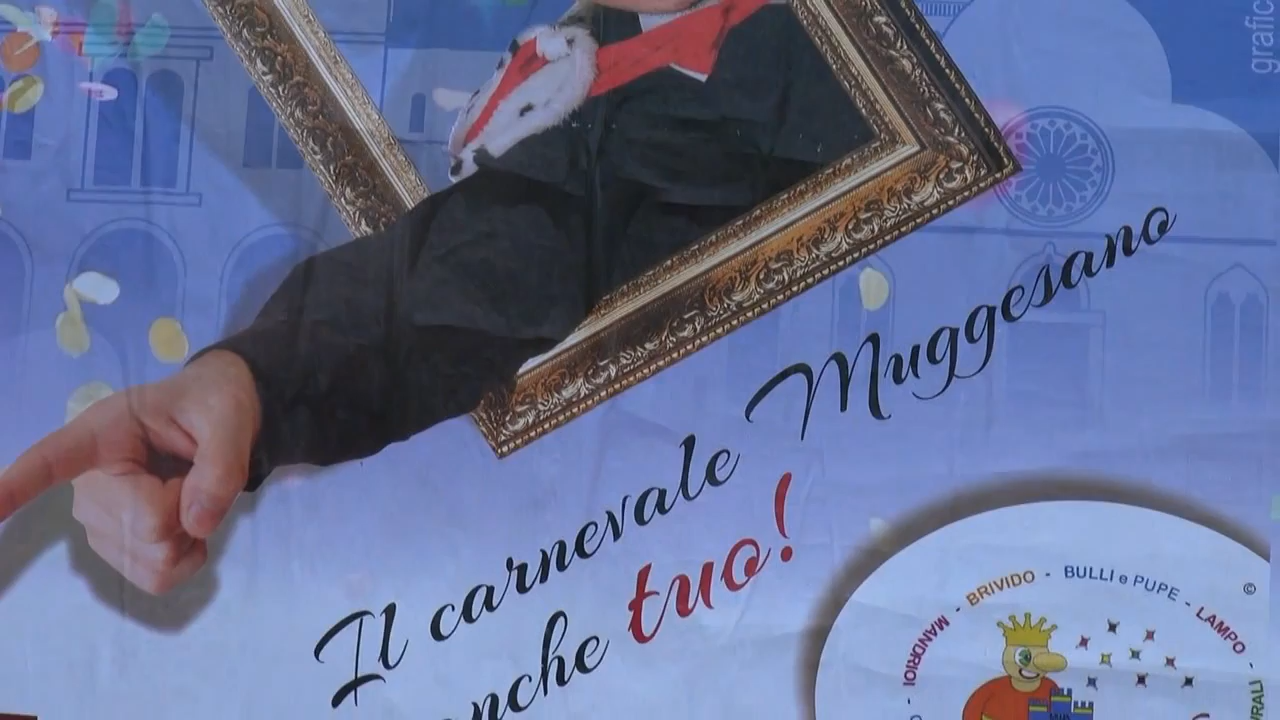 grafic
Il carnevale Muggesano
anche tuo!
MANDRIOI - BRIVIDO - BULLI e PUPE - LAMPO -
©